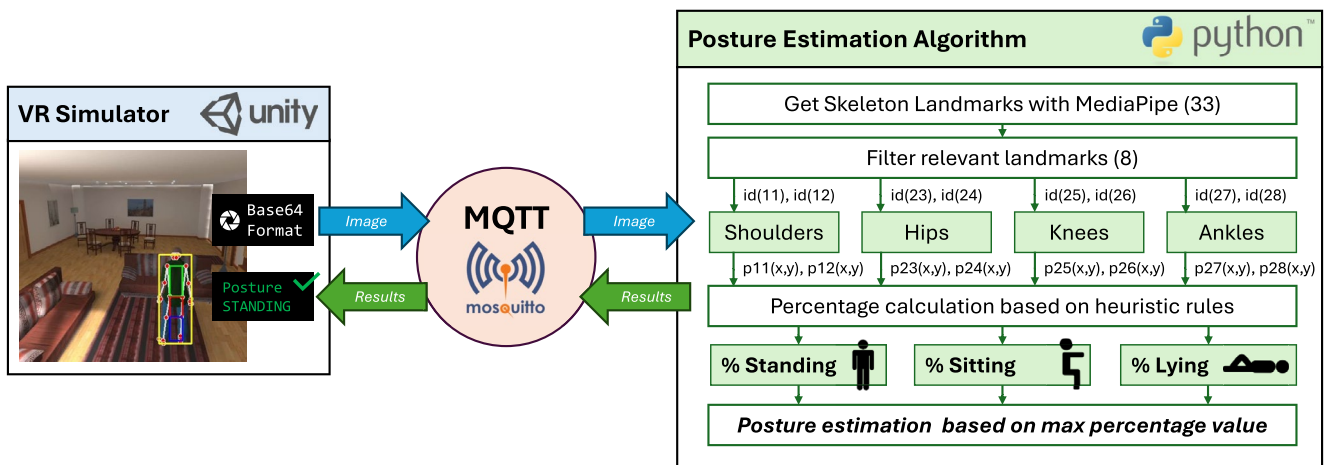 VR Simulator
unity
Base64
Format
Posture
STANDING
Image
Results
MQTT
mosquitto
Image
Results
Posture Estimation Algorithm
python™
Get Skeleton Landmarks with MediaPipe (33)
Filter relevant landmarks (8)
id(11), id(12)
id(23), id(24)
id(25), id(26)
id(27), id(28)
Shoulders
Hips
Knees
Ankles
p11(x,y), p12(x,y)
p23(x,y), p24(x,y)
p25(x,y), p26(x,y)
p27(x,y), p28(x,y)
Percentage calculation based on heuristic rules
% Standing
% Sitting
% Lying
Posture estimation based on max percentage value